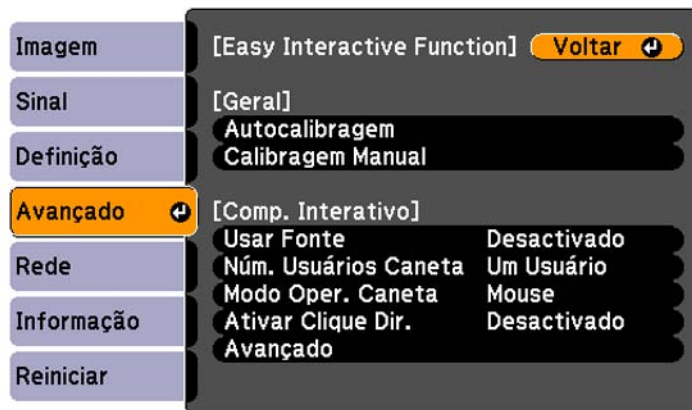 Imagem
Sinal
Definição
Avançado
Rede
Informação
Reiniciar
[Easy Interactive Function] Voltar
[Geral]
Autocalibragem
Calibragem Manual
[Comp. Interativo]
Usar Fonte Desactivado
Núm. Usuários Caneta Um Usuário
Modo Oper. Caneta Mouse
Ativar Clique Dir. Desactivado
Avançado